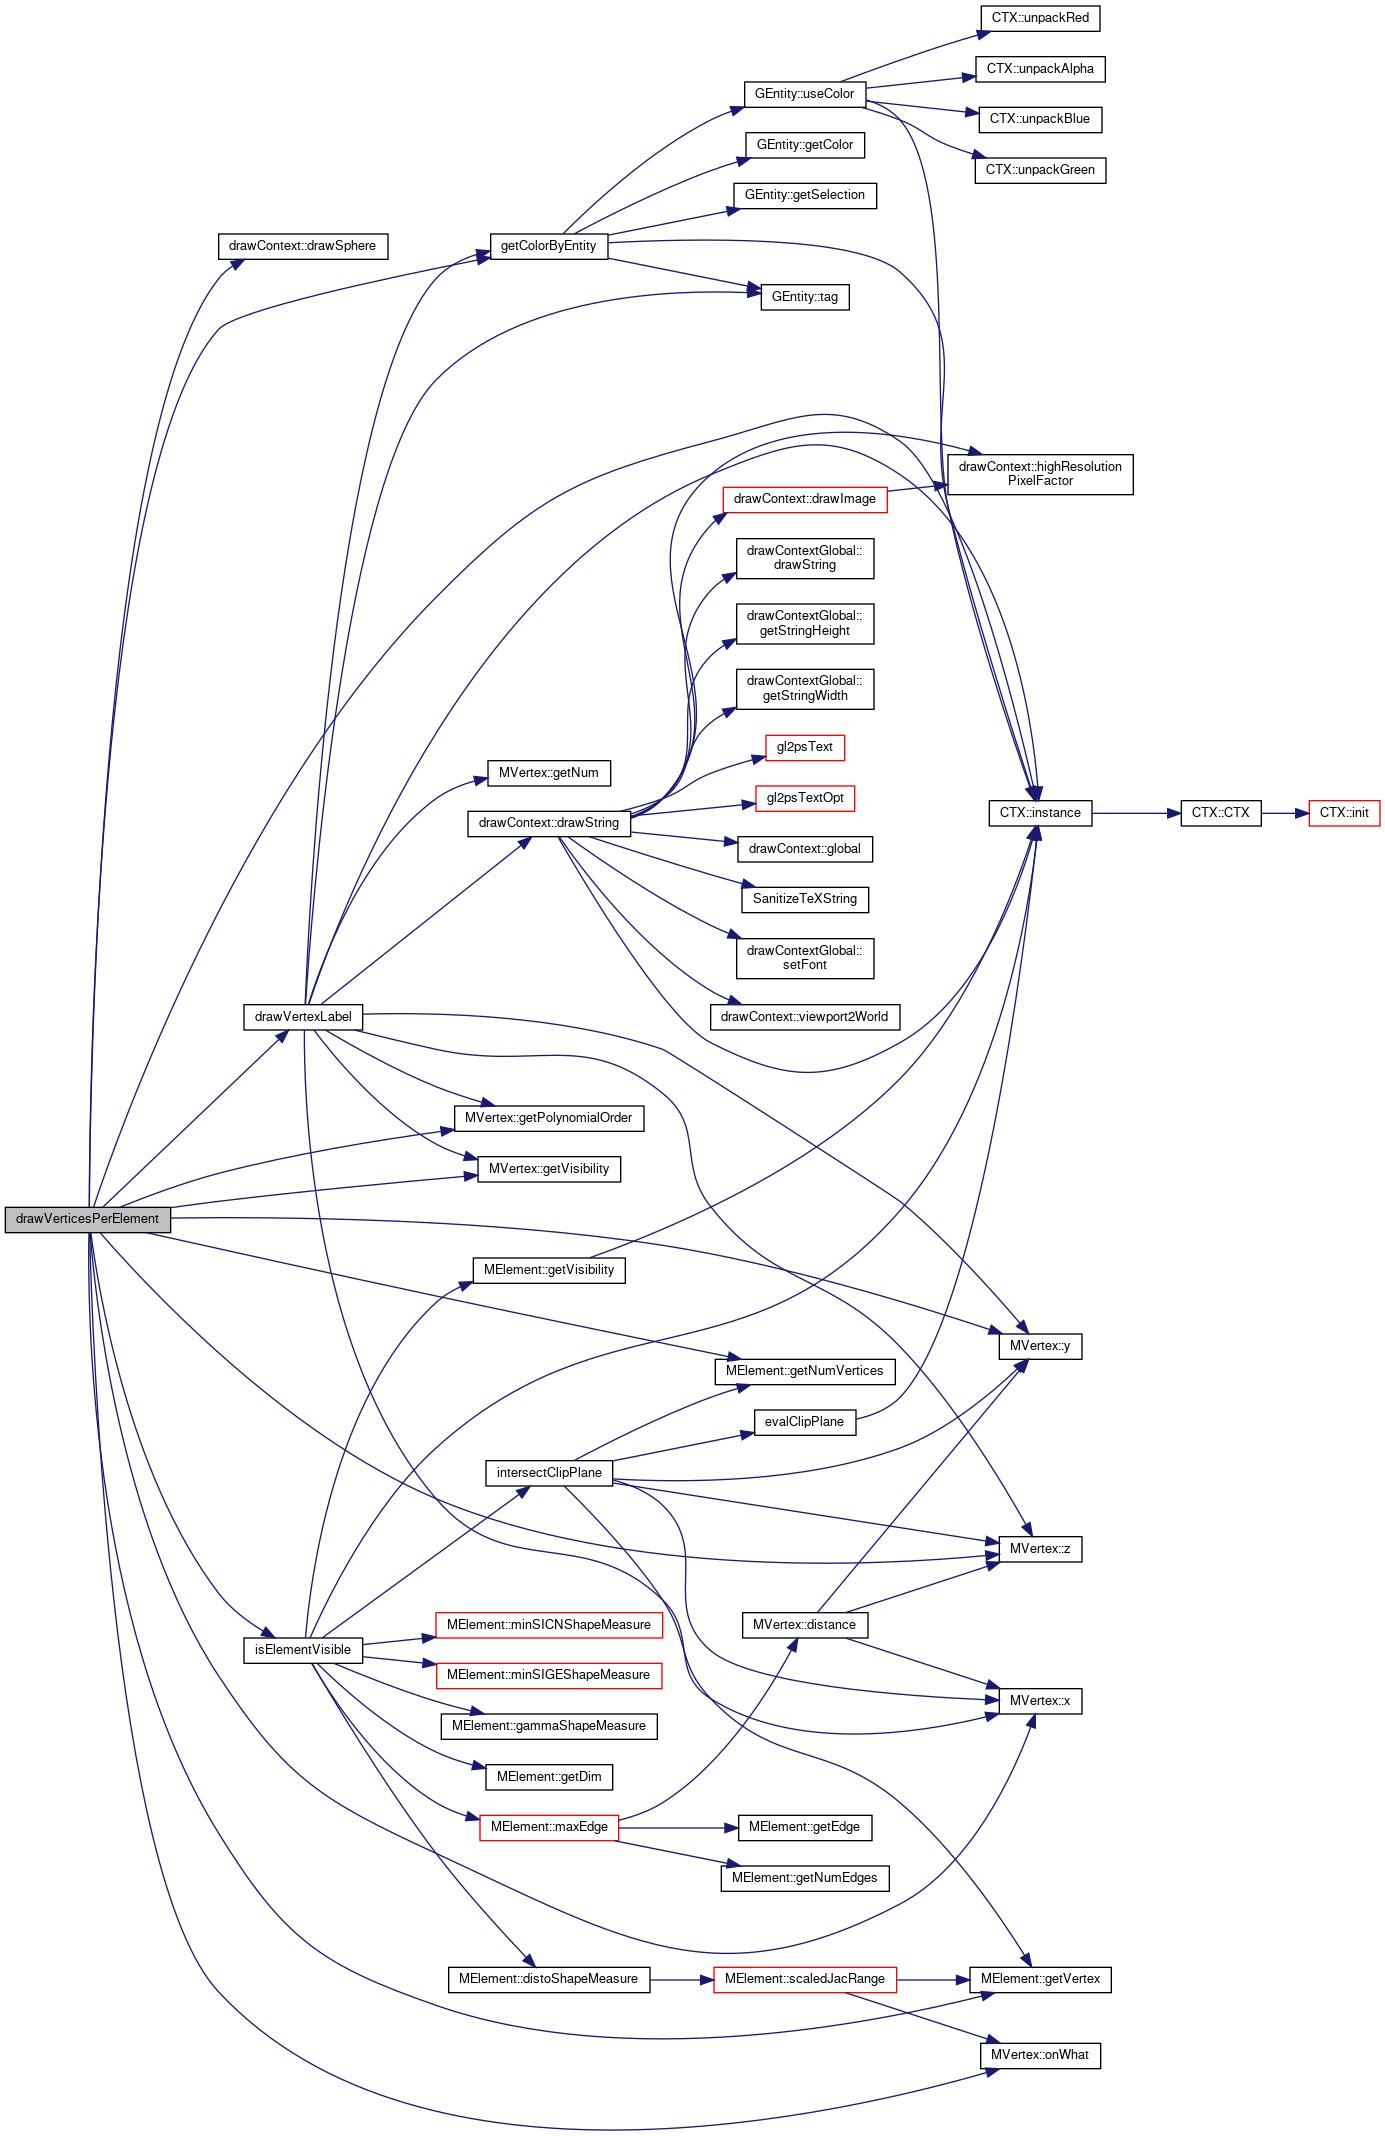 CTX::unpackRed
CTX::unpackAlpha
GEntity::useColor
CTX::unpackBlue
GEntity::getColor
CTX::unpackGreen
GEntity::getSelection
drawContext::drawSphere
getColorByEntity
GEntity::tag
drawContext::highResolution
PixelFactor
drawContext::drawImage
drawContextGlobal::
drawString
drawContextGlobal::
getStringHeight
drawContextGlobal::
getStringWidth
gl2psText
MVertex::getNum
gl2psTextOpt
CTX::instance
CTX::CTX
CTX::init
drawContext::drawString
drawContext::global
SanitizeTeXString
drawContextGlobal::
setFont
drawVertexLabel
drawContext::viewport2World
MVertex::getPolynomialOrder
MVertex::getVisibility
drawVerticesPerElement
MElement::getVisibility
MVertex::y
MElement::getNumVertices
evalClipPlane
intersectClipPlane
MVertex::z
MElement::minSICNShapeMeasure
MVertex::distance
isElementVisible
MElement::minSIGEShapeMeasure
MVertex::x
MElement::gammaShapeMeasure
MElement::getDim
MElement::maxEdge
MElement::getEdge
MElement::getNumEdges
MElement::distoShapeMeasure
MElement::scaledJacRange
MElement::getVertex
MVertex::onWhat